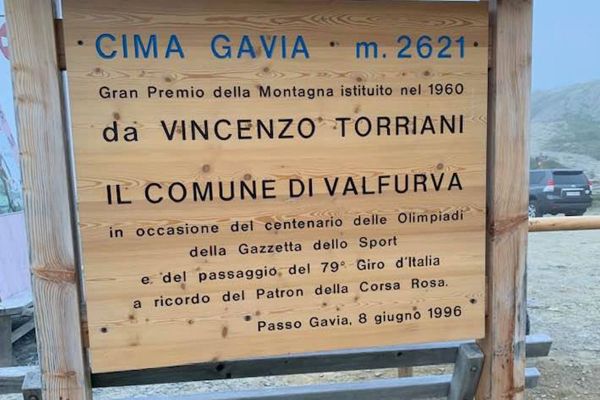 CIMA GAVIA m. 2621
Gran Premio della Montagna istituito nel 1960
da VINCENZO TORRIANI
IL COMUNE DI VALFURVA
in occasione del centenario delle Olimpiadi
della Gazzetta dello Sport
e del passaggio del 79° Giro d'Italia
a ricordo del Patron della Corsa Rosa.
Passo Gavia, 8 giugno 1996